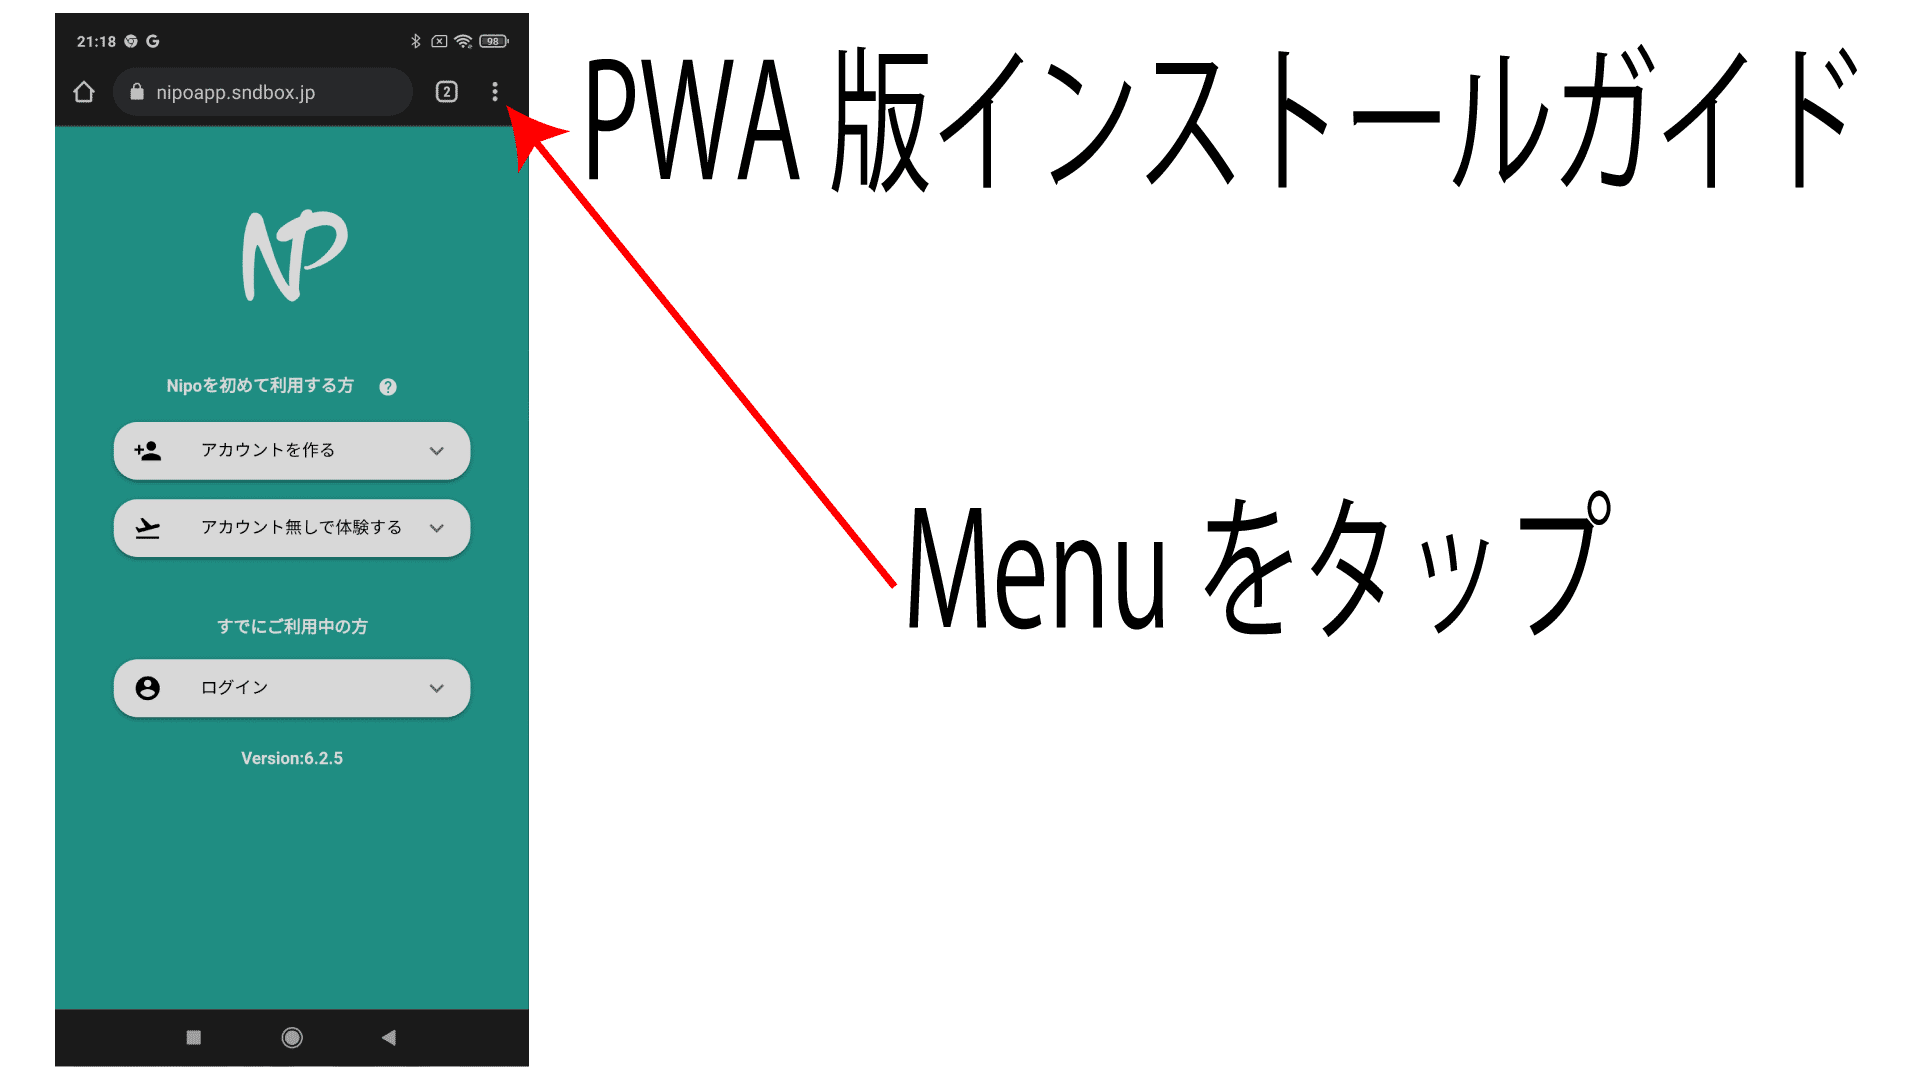 21:18
98
nipoapp.sndbox.jp
2
PWA 版インストールガイド
NP
Nipoを初めて利用する方
アカウントを作る
アカウント無しで体験する
すでにご利用中の方
ログイン
Version:6.2.5
Menu をタップ